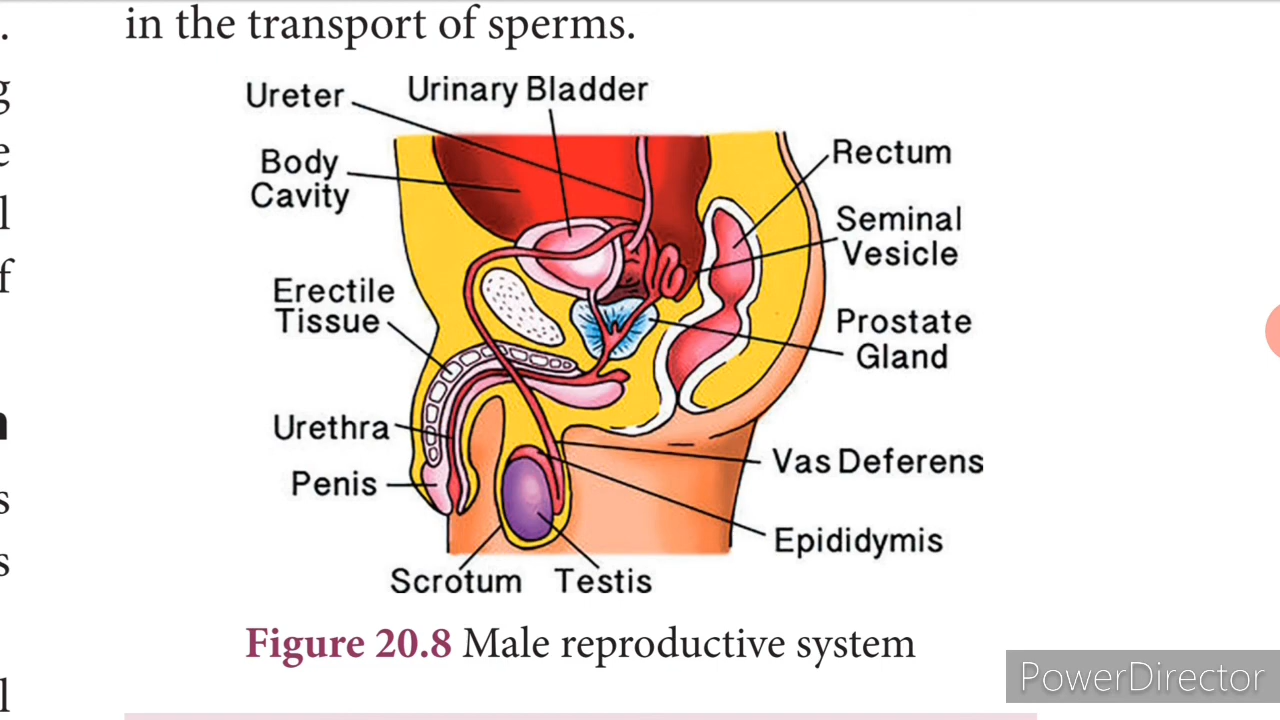 in the transport of sperms.
Ureter
Urinary Bladder
Body
Cavity
Rectum
Seminal
Vesicle
Erectile
Tissue
Prostate
Gland
Urethra
Penis
Vas Deferens
Epididymis
Scrotum
Testis
Figure 20.8 Male reproductive system
PowerDirector